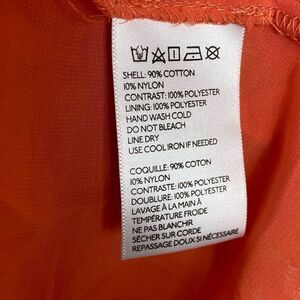 SHELL: 90% COTTON
10% NYLON
CONTRAST: 100% POLYESTER
LINING: 100% POLYESTER
HAND WASH COLD
DO NOT BLEACH
LINE DRY
USE COOL IRON IF NEEDED
COQUILLE: 90% COTON
10% NYLON
CONTRASTE: 100% POLYESTER
DOUBLURE: 100% POLYESTER
LAVAGE À LA MAIN À
TEMPÉRATURE FROIDE
NE PAS BLANCHIR
SÉCHER SUR CORDE
REPASSAGE DOUX SI NÉCESSAIRE